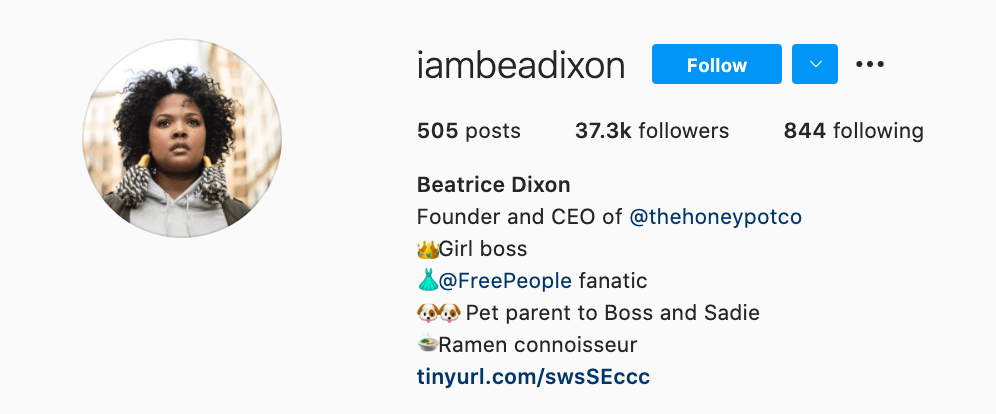 iambeadixon Follow
505 posts 37.3k followers 844 following
Beatrice Dixon
Founder and CEO of @thehoneypotco
👑Girl boss
👗@FreePeople fanatic
🐶🐶 Pet parent to Boss and Sadie
🍜Ramen connoisseur
tinyurl.com/swsSEccc